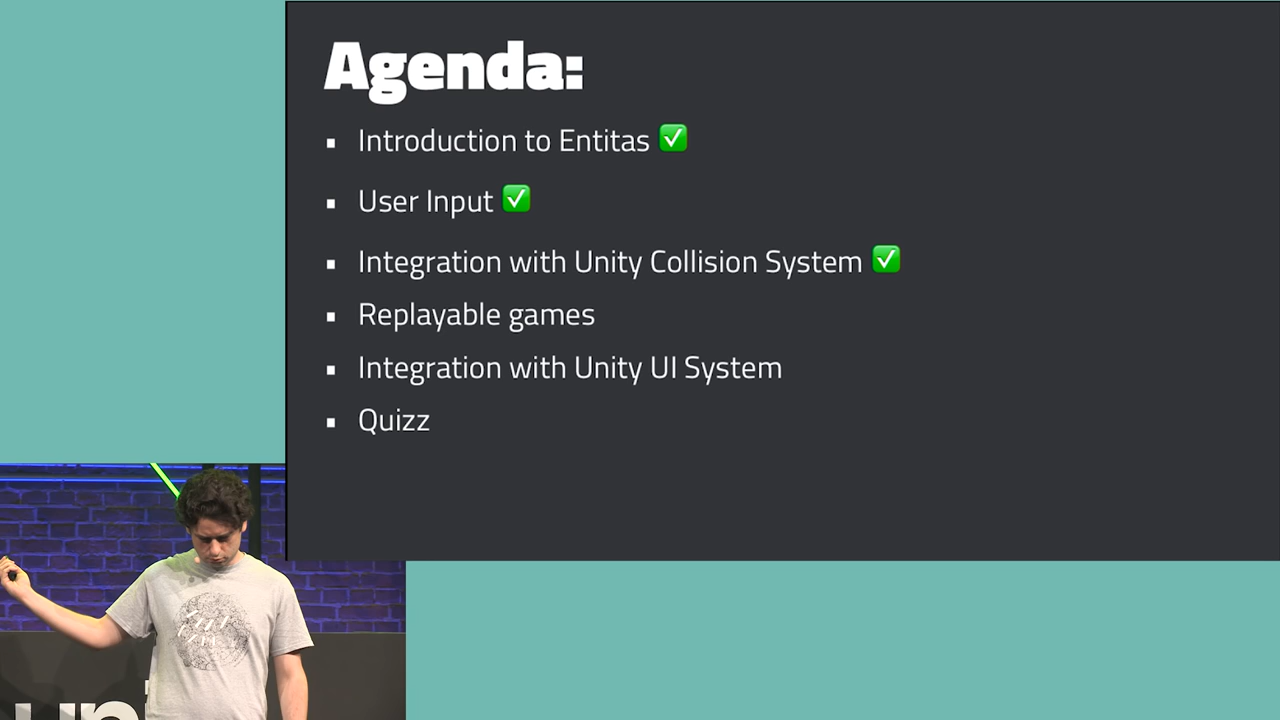 Agenda:
▪ Introduction to Entitas ✅
▪ User Input ✅
▪ Integration with Unity Collision System ✅
▪ Replayable games
▪ Integration with Unity UI System
▪ Quizz